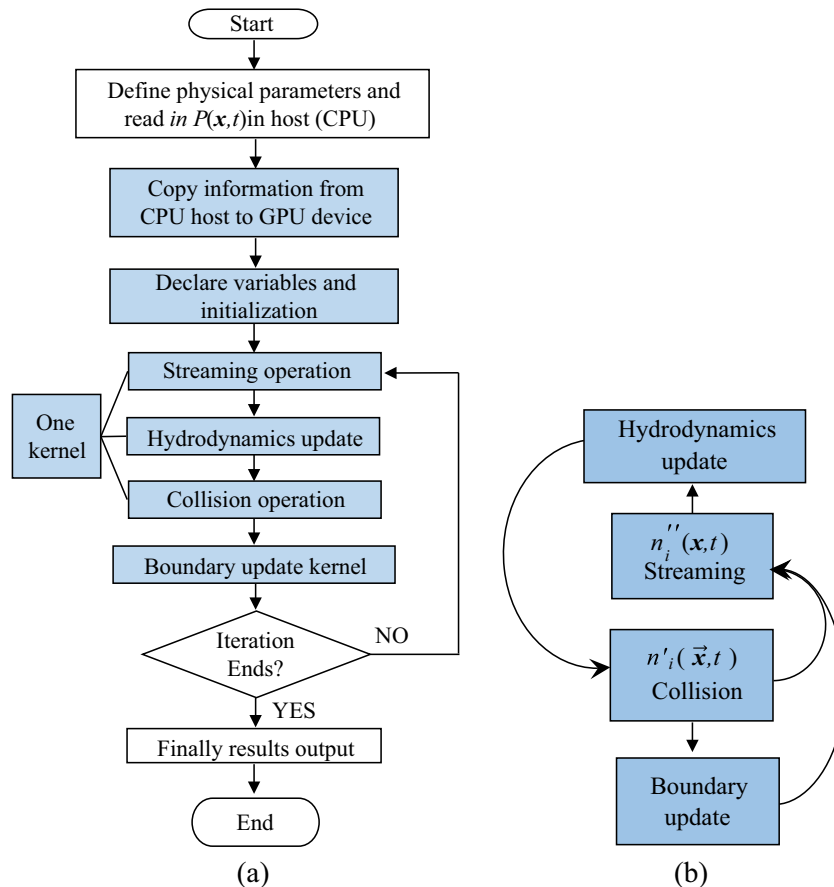 Start
Define physical parameters and
read in P(x,t)in host (CPU)
Copy information from
CPU host to GPU device
Declare variables and
initialization
Streaming operation
One
kernel
Hydrodynamics update
Collision operation
Boundary update kernel
Iteration
Ends?
NO
YES
Finally results output
End
(a)
Hydrodynamics
update
n_i''(x,t)
Streaming
n'_i(x⃗,t)
Collision
Boundary
update
(b)